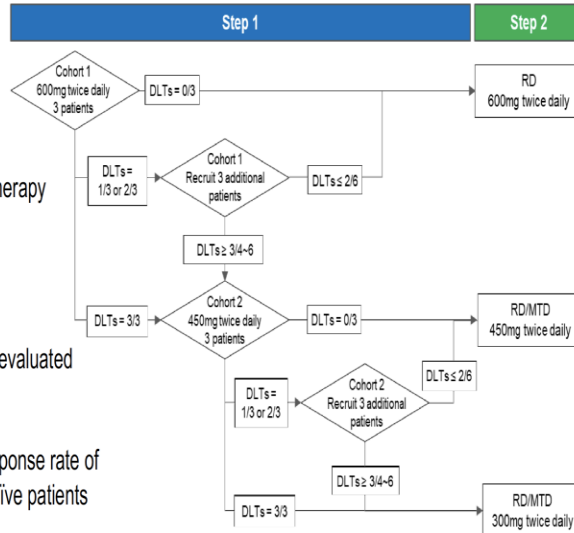 Step 1
Step 2
Cohort 1
600mg twice daily
3 patients
DLTs = 0/3
RD
600mg twice daily
DLTs =
1/3 or 2/3
Cohort 1
Recruit 3 additional
patients
DLTs ≤ 2/6
herapy
DLTs ≥ 3/4~6
DLTs = 3/3
Cohort 2
450mg twice daily
3 patients
DLTs = 0/3
RD/MTD
450mg twice daily
evaluated
DLTs ≤ 2/6
DLTs =
1/3 or 2/3
Cohort 2
Recruit 3 additional
patients
ponse rate of
ïve patients
DLTs ≥ 3/4~6
DLTs = 3/3
RD/MTD
300mg twice daily